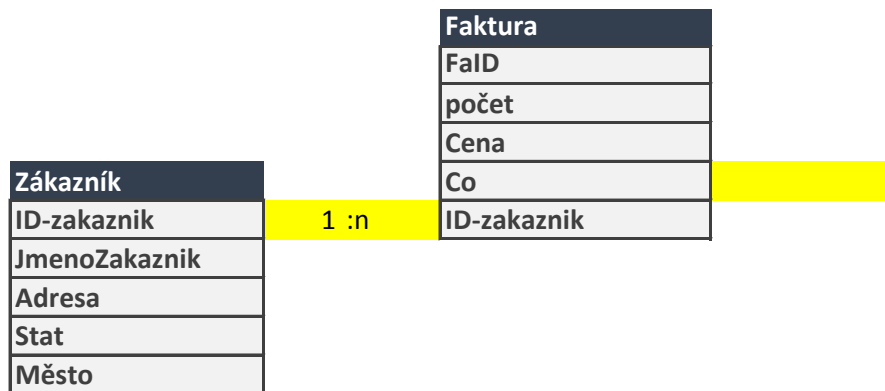 Faktura
FaID
počet
Cena
Co
ID-zakaznik
Zákazník
ID-zakaznik
1 :n
JmenoZakaznik
Adresa
Stat
Město